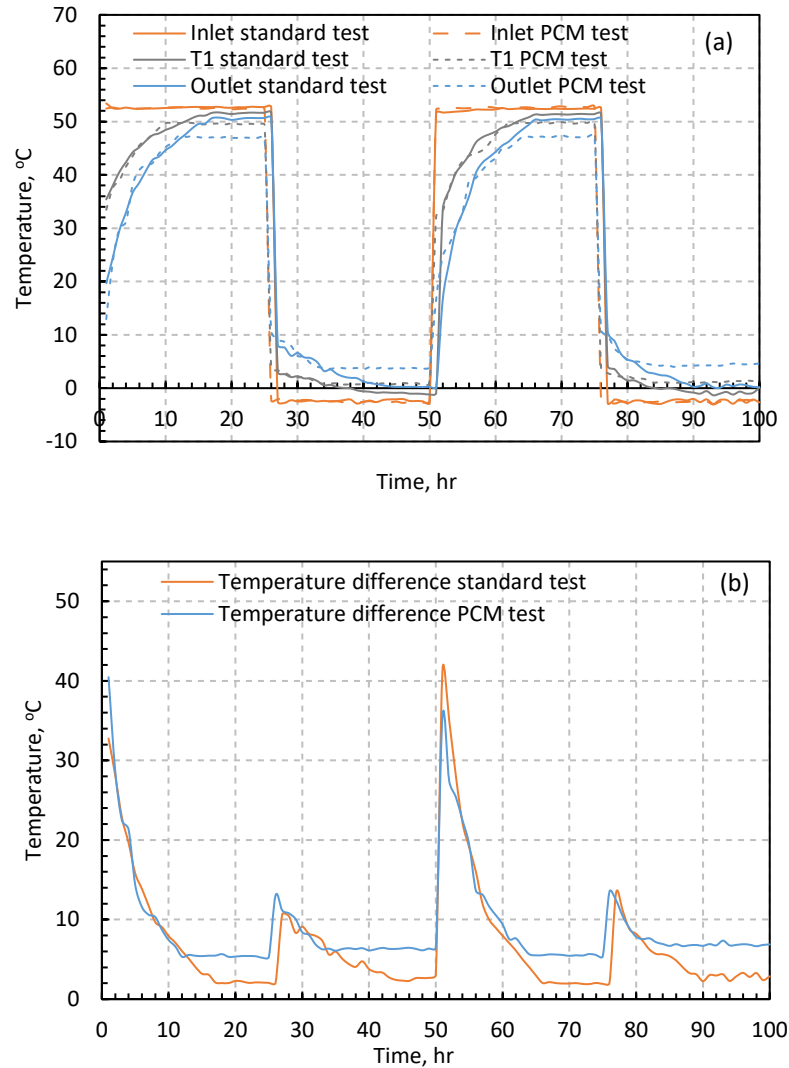 Inlet standard test Inlet PCM test (a)
T1 standard test T1 PCM test
Outlet standard test Outlet PCM test
70
60
50
40
30
20
10
0
-10
0 10 20 30 40 50 60 70 80 90 100
Temperature, ºC
Time, hr
Temperature difference standard test (b)
Temperature difference PCM test
50
40
30
20
10
0
0 10 20 30 40 50 60 70 80 90 100
Temperature, ºC
Time, hr